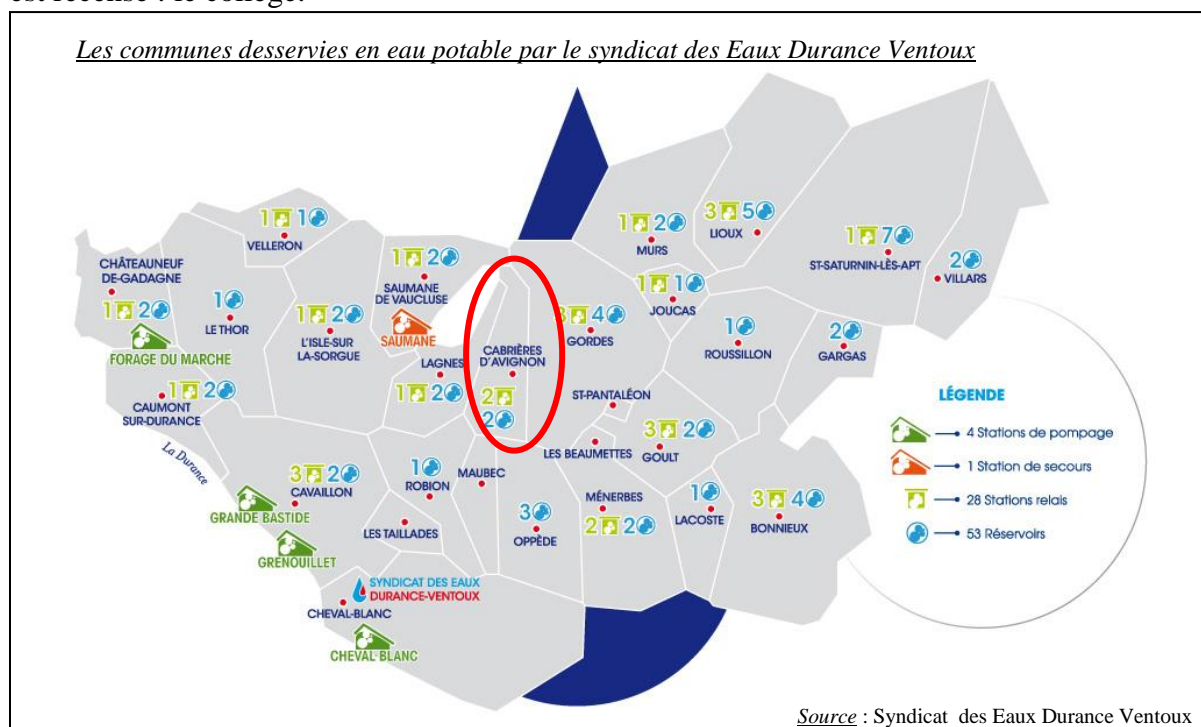 Les communes desservies en eau potable par le syndicat des Eaux Durance Ventoux
1 1
VELLERON
CHÂTEAUNEUF
DE-GADAGNE
1 2
FORAGE DU MARCHE
1
LE THOR
1 2
L'ISLE-SUR
LA-SORGUE
1 2
SAUMANE
DE VAUCLUSE
SAUMANE
LAGNES
1 2
CABRIÈRES
D'AVIGNON
2
2
3 4
GORDES
1 2
MURS
3 5
LIOUX
1 7
ST-SATURNIN-LÈS-APT
2
VILLARS
1 1
JOUCAS
1
ROUSSILLON
2
GARGAS
1 2
CAUMONT
SUR-DURANCE
La Durance
3 2
CAVAILLON
GRANDE BASTIDE
GRENOUILLET
1
ROBION
MAUBEC
LES TAILLADES
ST-PANTALÉON
LES BEAUMETTES
3 2
GOULT
3
OPPÈDE
MÉNERBES
2 2
1
LACOSTE
3 4
BONNIEUX
SYNDICAT DES EAUX
DURANCE-VENTOUX
CHEVAL-BLANC
CHEVAL BLANC
LÉGENDE
4 Stations de pompage
1 Station de secours
28 Stations relais
53 Réservoirs
Source : Syndicat des Eaux Durance Ventoux